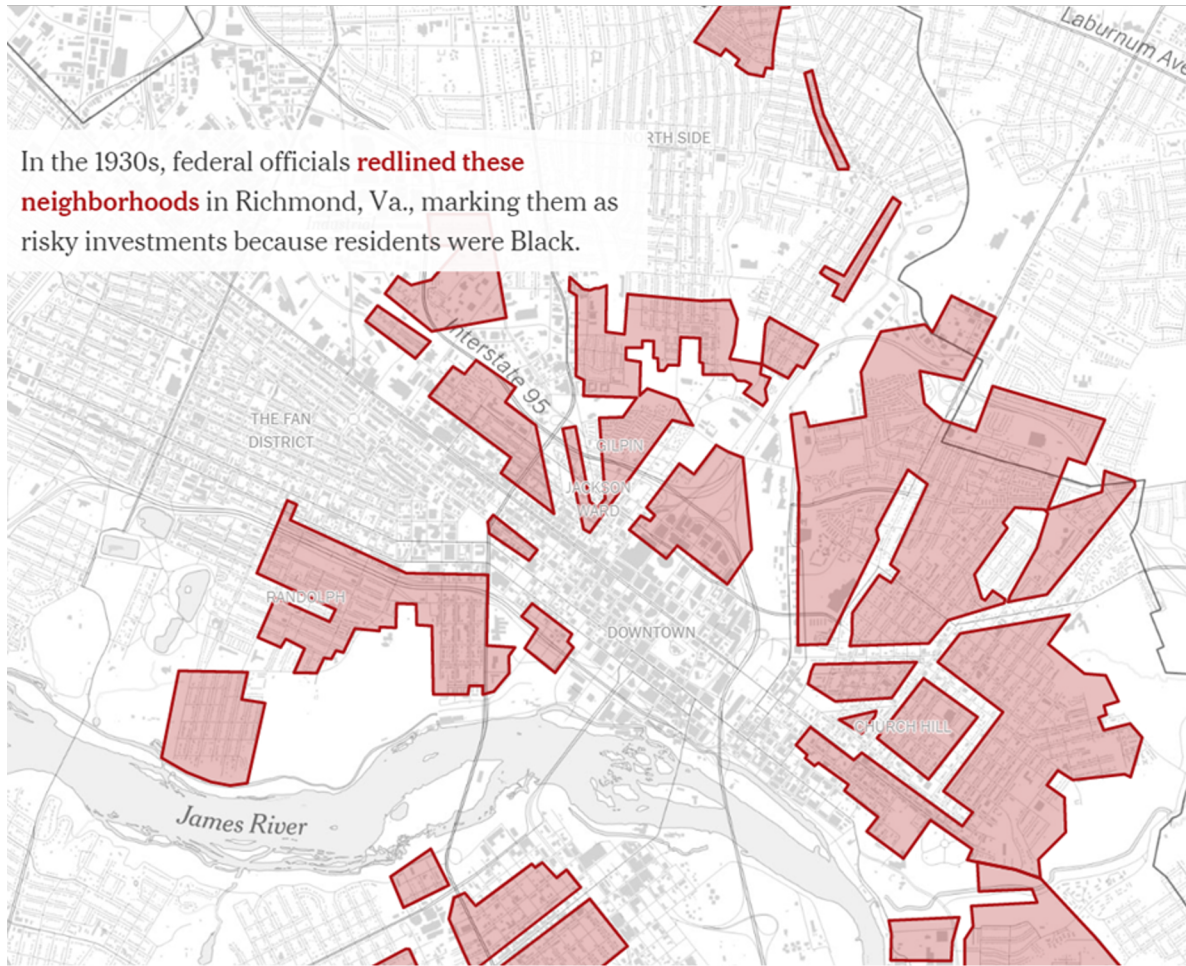 Laburnum Ave
RTH SIDE
In the 1930s, federal officials redlined these
neighborhoods in Richmond, Va., marking them as
risky investments because residents were Black.
Interstate 95
THE FAN
DISTRICT
GILPIN
JACKSON
WARD
RANDOLPH
DOWNTOWN
CHURCH HILL
James River